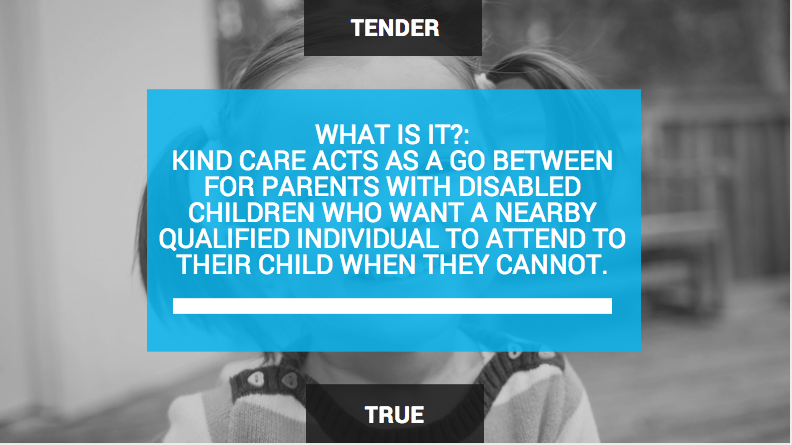 TENDER
WHAT IS IT?:
KIND CARE ACTS AS A GO BETWEEN
FOR PARENTS WITH DISABLED
CHILDREN WHO WANT A NEARBY
QUALIFIED INDIVIDUAL TO ATTEND TO
THEIR CHILD WHEN THEY CANNOT.
TRUE